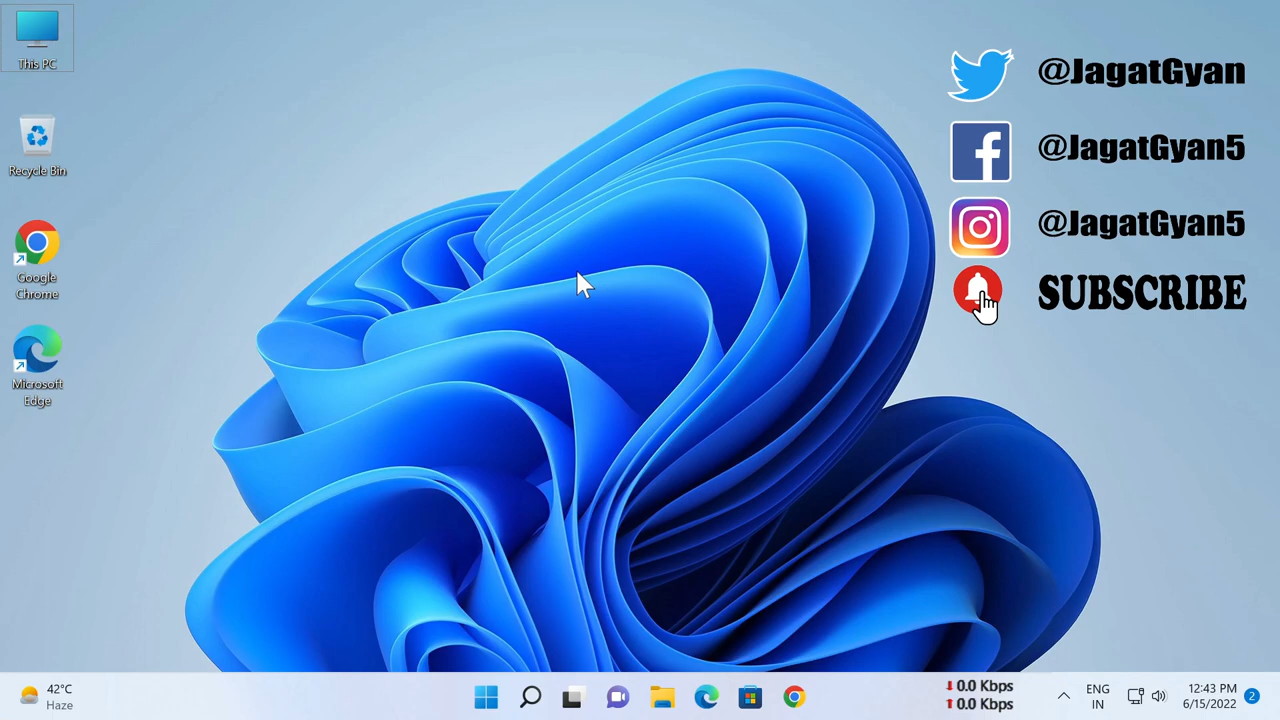 This PC
Recycle Bin
Google
Chrome
Microsoft
Edge
@JagatGyan
@JagatGyan5
@JagatGyan5
SUBSCRIBE
42°C
Haze
0.0 Kbps
0.0 Kbps
ENG
IN
12:43 PM
6/15/2022
2